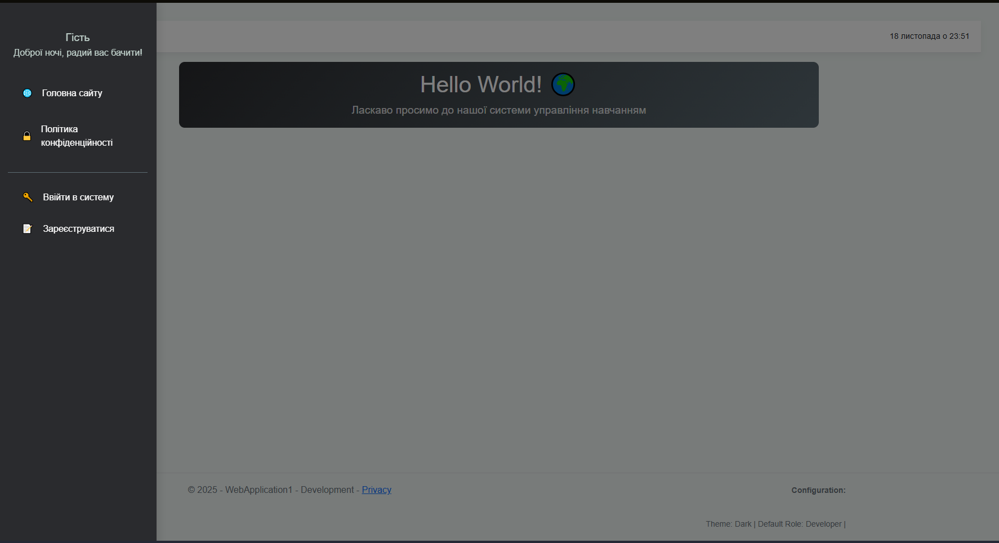 Гість
Доброї ночі, радий вас бачити!
Головна сайту
Політика
конфіденційності
Ввійти в систему
Зареєструватися
18 листопада о 23:51
Hello World!
Ласкаво просимо до нашої системи управління навчанням
© 2025 - WebApplication1 - Development - Privacy
Configuration:
Theme: Dark | Default Role: Developer |